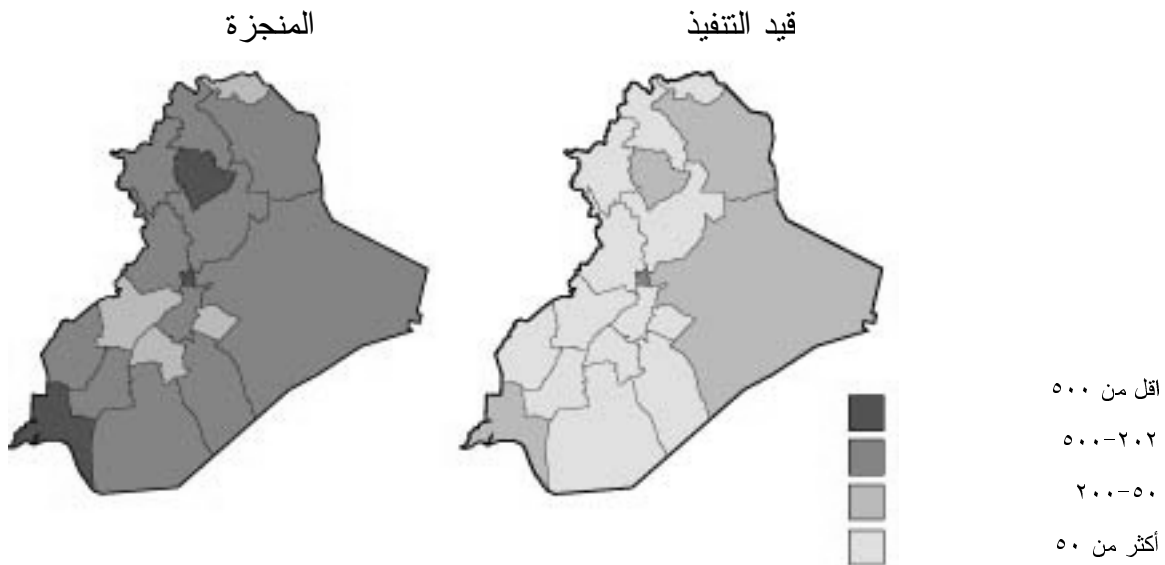 قيد التنفيذ
المنجزة
اقل من ٥٠٠
٢٠٢-٥٠٠
٥٠-٢٠٠
أكثر من ٥٠